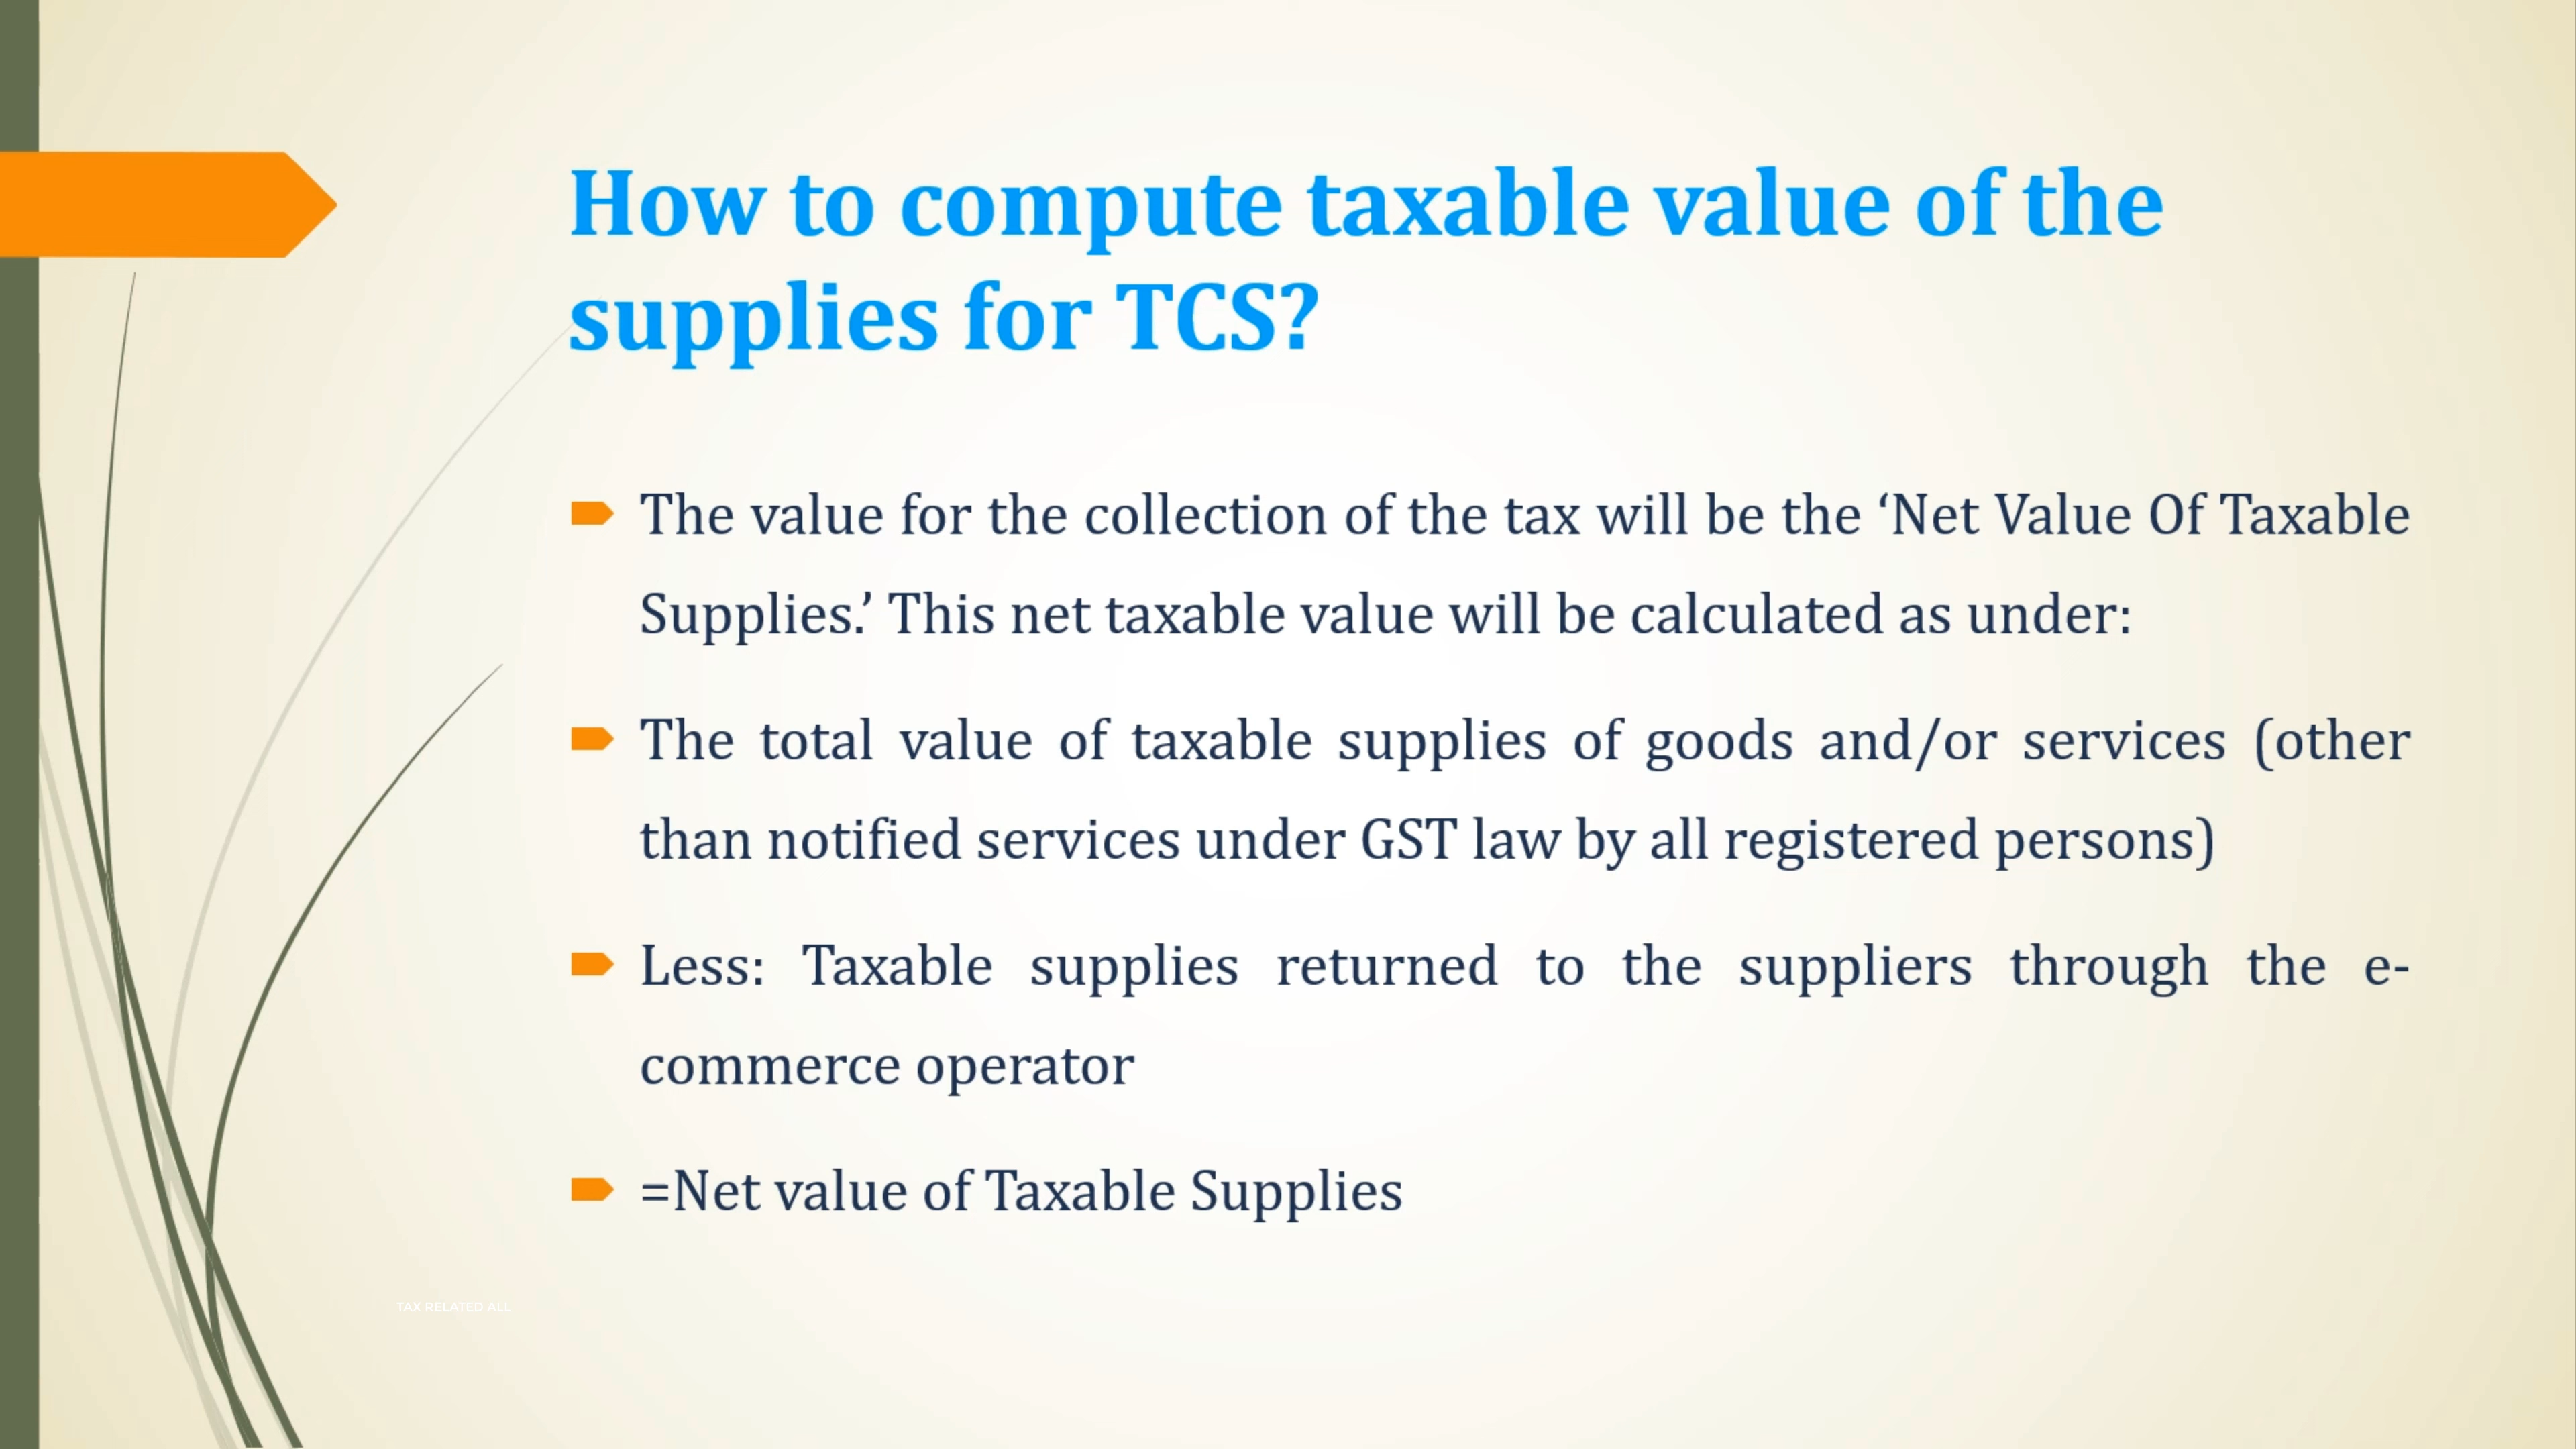 How to compute taxable value of the
supplies for TCS?
The value for the collection of the tax will be the ‘Net Value Of Taxable
Supplies.’ This net taxable value will be calculated as under:
The total value of taxable supplies of goods and/or services (other
than notified services under GST law by all registered persons)
Less: Taxable supplies returned to the suppliers through the e-
commerce operator
=Net value of Taxable Supplies
TAX RELATED ALL